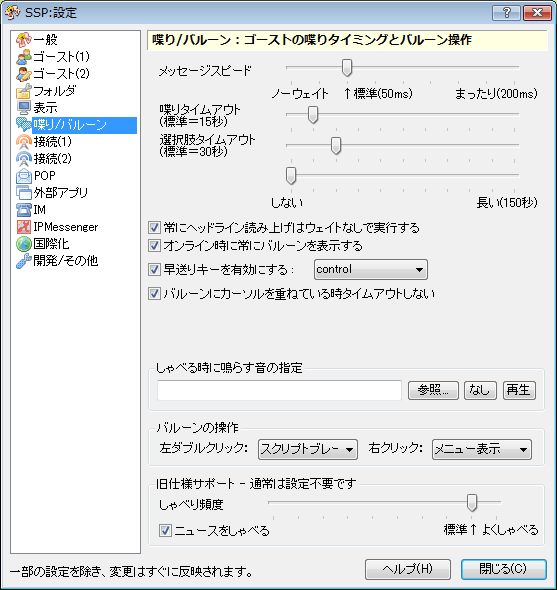 SSP:設定
一般
ゴースト(1)
ゴースト(2)
フォルダ
表示
喋り/バルーン
接続(1)
接続(2)
POP
外部アプリ
IM
IPMessenger
国際化
開発/その他
喋り/バルーン：ゴーストの喋りタイミングとバルーン操作
メッセージスピード
ノーウェイト ↑標準(50ms) まったり(200ms)
喋りタイムアウト
(標準=15秒)
選択肢タイムアウト
(標準=30秒)
しない 長い(150秒)
常にヘッドライン読み上げはウェイトなしで実行する
オンライン時に常にバルーンを表示する
早送りキーを有効にする： control
バルーンにカーソルを重ねている時タイムアウトしない
しゃべる時に鳴らす音の指定
参照... なし 再生
バルーンの操作
左ダブルクリック： スクリプトブレー 右クリック： メニュー表示
旧仕様サポート - 通常は設定不要です
しゃべり頻度
標準↑ よくしゃべる
ニュースをしゃべる
一部の設定を除き、変更はすぐに反映されます。 ヘルプ(H) 閉じる(C)